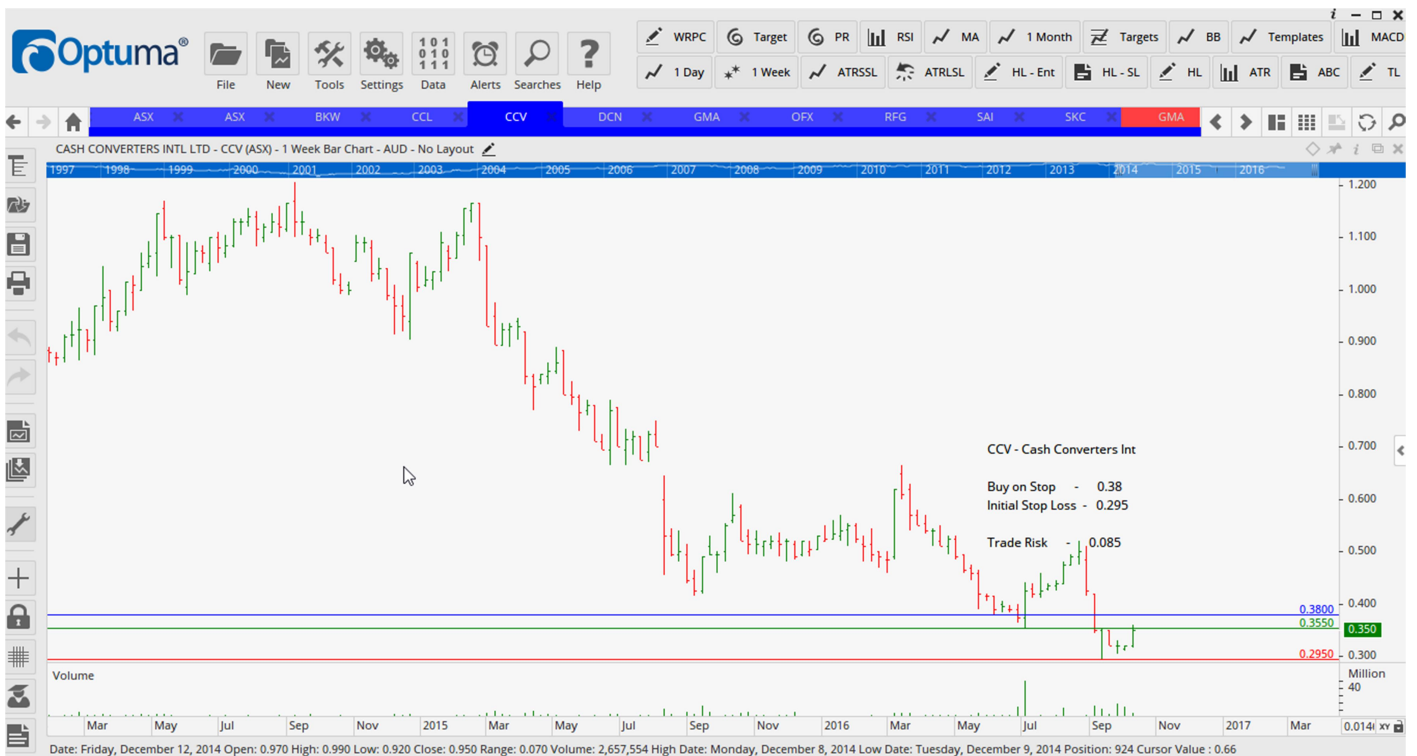 Optuma®
File
New
Tools
Settings
101
010
111
Data
Alerts
Searches
Help
WRPC
Target
PR
RSI
MA
1 Month
Targets
BB
Templates
MACD
1 Day
1 Week
ATRSSL
ATRLSL
HL - Ent
HL - SL
HL
ATR
ABC
TL
ASX
ASX
BKW
CCL
CCV
DCN
GMA
OFX
RFG
SAI
SKC
GMA
CASH CONVERTERS INTL LTD - CCV (ASX) - 1 Week Bar Chart - AUD - No Layout
1997 1998 1999 2000 2001 2002 2003 2004 2005 2006 2007 2008 2009 2010 2011 2012 2013 2014 2015 2016
1.200
1.100
1.000
0.900
0.800
0.700
CCV - Cash Converters Int
Buy on Stop - 0.38
0.600
Initial Stop Loss - 0.295
Trade Risk - 0.085
0.500
0.400
0.3800
0.3550
0.350
0.2950
0.300
Volume
Million
40
Mar May Jul Sep Nov 2015 Mar May Jul Sep Nov 2016 Mar May Jul Sep Nov 2017 Mar
XY
Date: Friday, December 12, 2014 Open: 0.970 High: 0.990 Low: 0.920 Close: 0.950 Range: 0.070 Volume: 2,657,554 High Date: Monday, December 8, 2014 Low Date: Tuesday, December 9, 2014 Position: 924 Cursor Value : 0.66